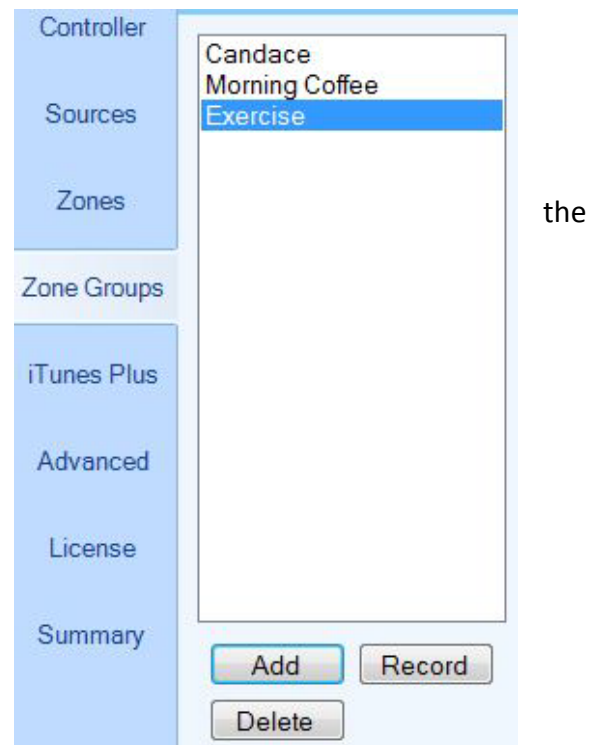 Controller
Sources
Zones
Zone Groups
iTunes Plus
Advanced
License
Summary
Candace
Morning Coffee
Exercise
Add Record
Delete
the